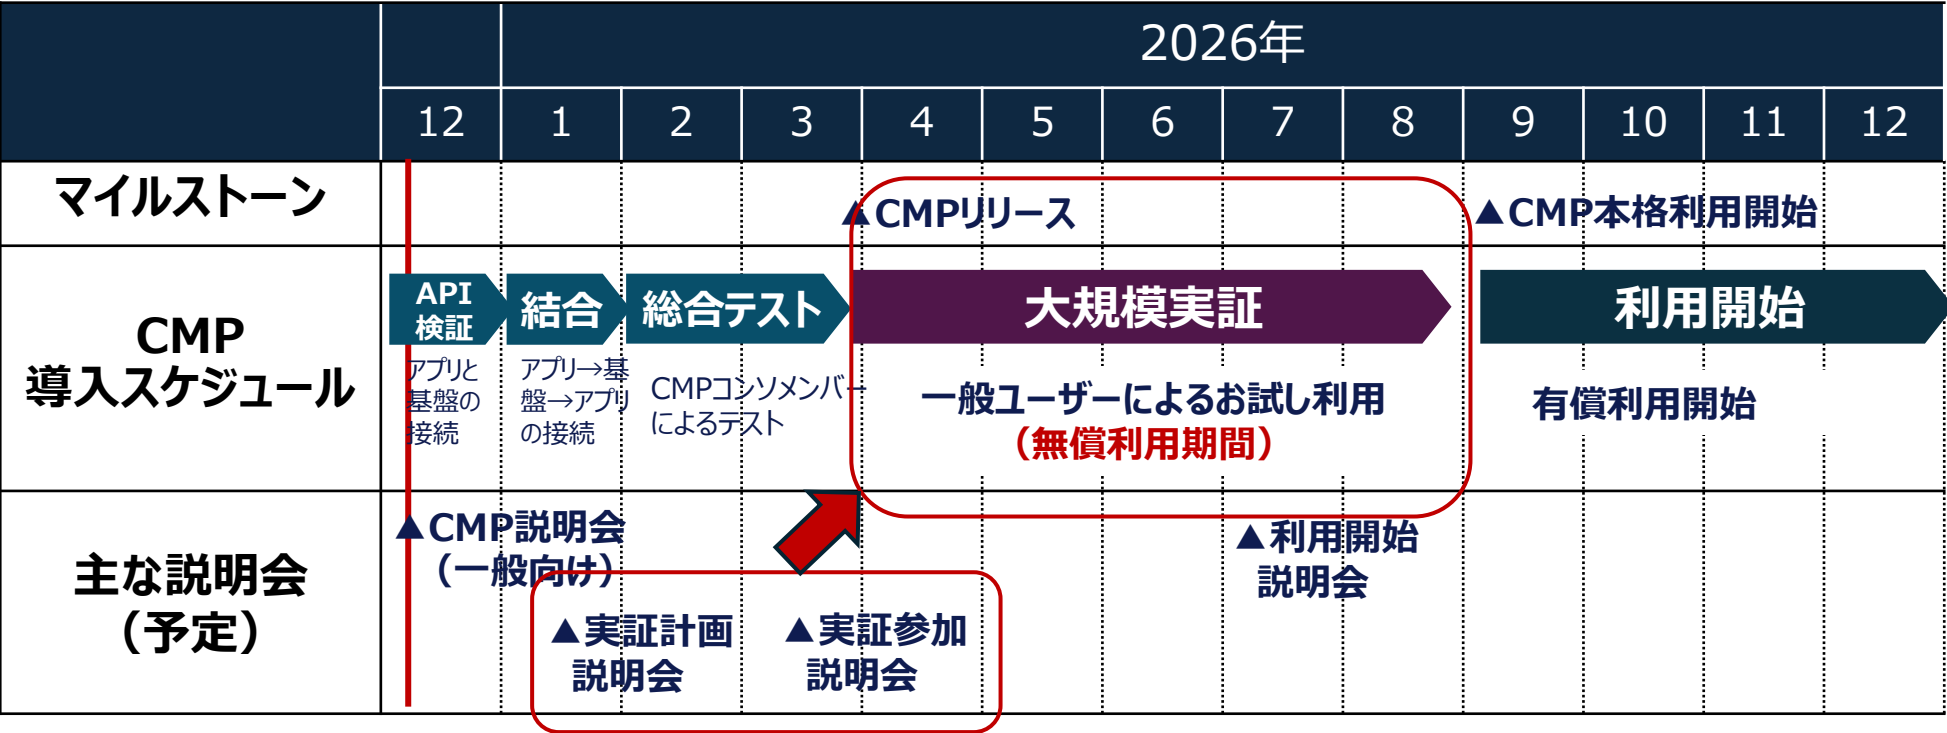 2026年
12 1 2 3 4 5 6 7 8 9 10 11 12
マイルストーン
▲CMPリリース
▲CMP本格利用開始
CMP
導入スケジュール
API
検証
結合
総合テスト
大規模実証
利用開始
アプリと
基盤の
接続
アプリ→基
盤→アプリ
の接続
CMPコンソメンバー
によるテスト
一般ユーザーによるお試し利用
（無償利用期間）
有償利用開始
主な説明会
（予定）
▲CMP説明会
（一般向け）
▲実証計画
説明会
▲実証参加
説明会
▲利用開始
説明会